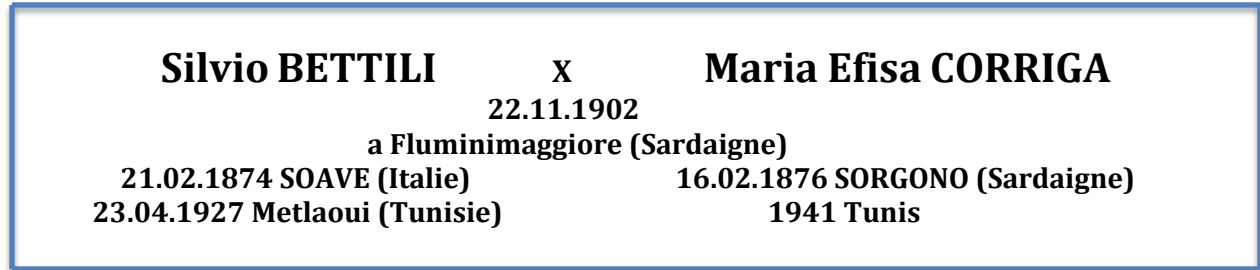 Silvio BETTILI X Maria Efisa CORRIGA
22.11.1902
a Fluminimaggiore (Sardaigne)
21.02.1874 SOAVE (Italie) 16.02.1876 SORGONO (Sardaigne)
23.04.1927 Metlaoui (Tunisie) 1941 Tunis